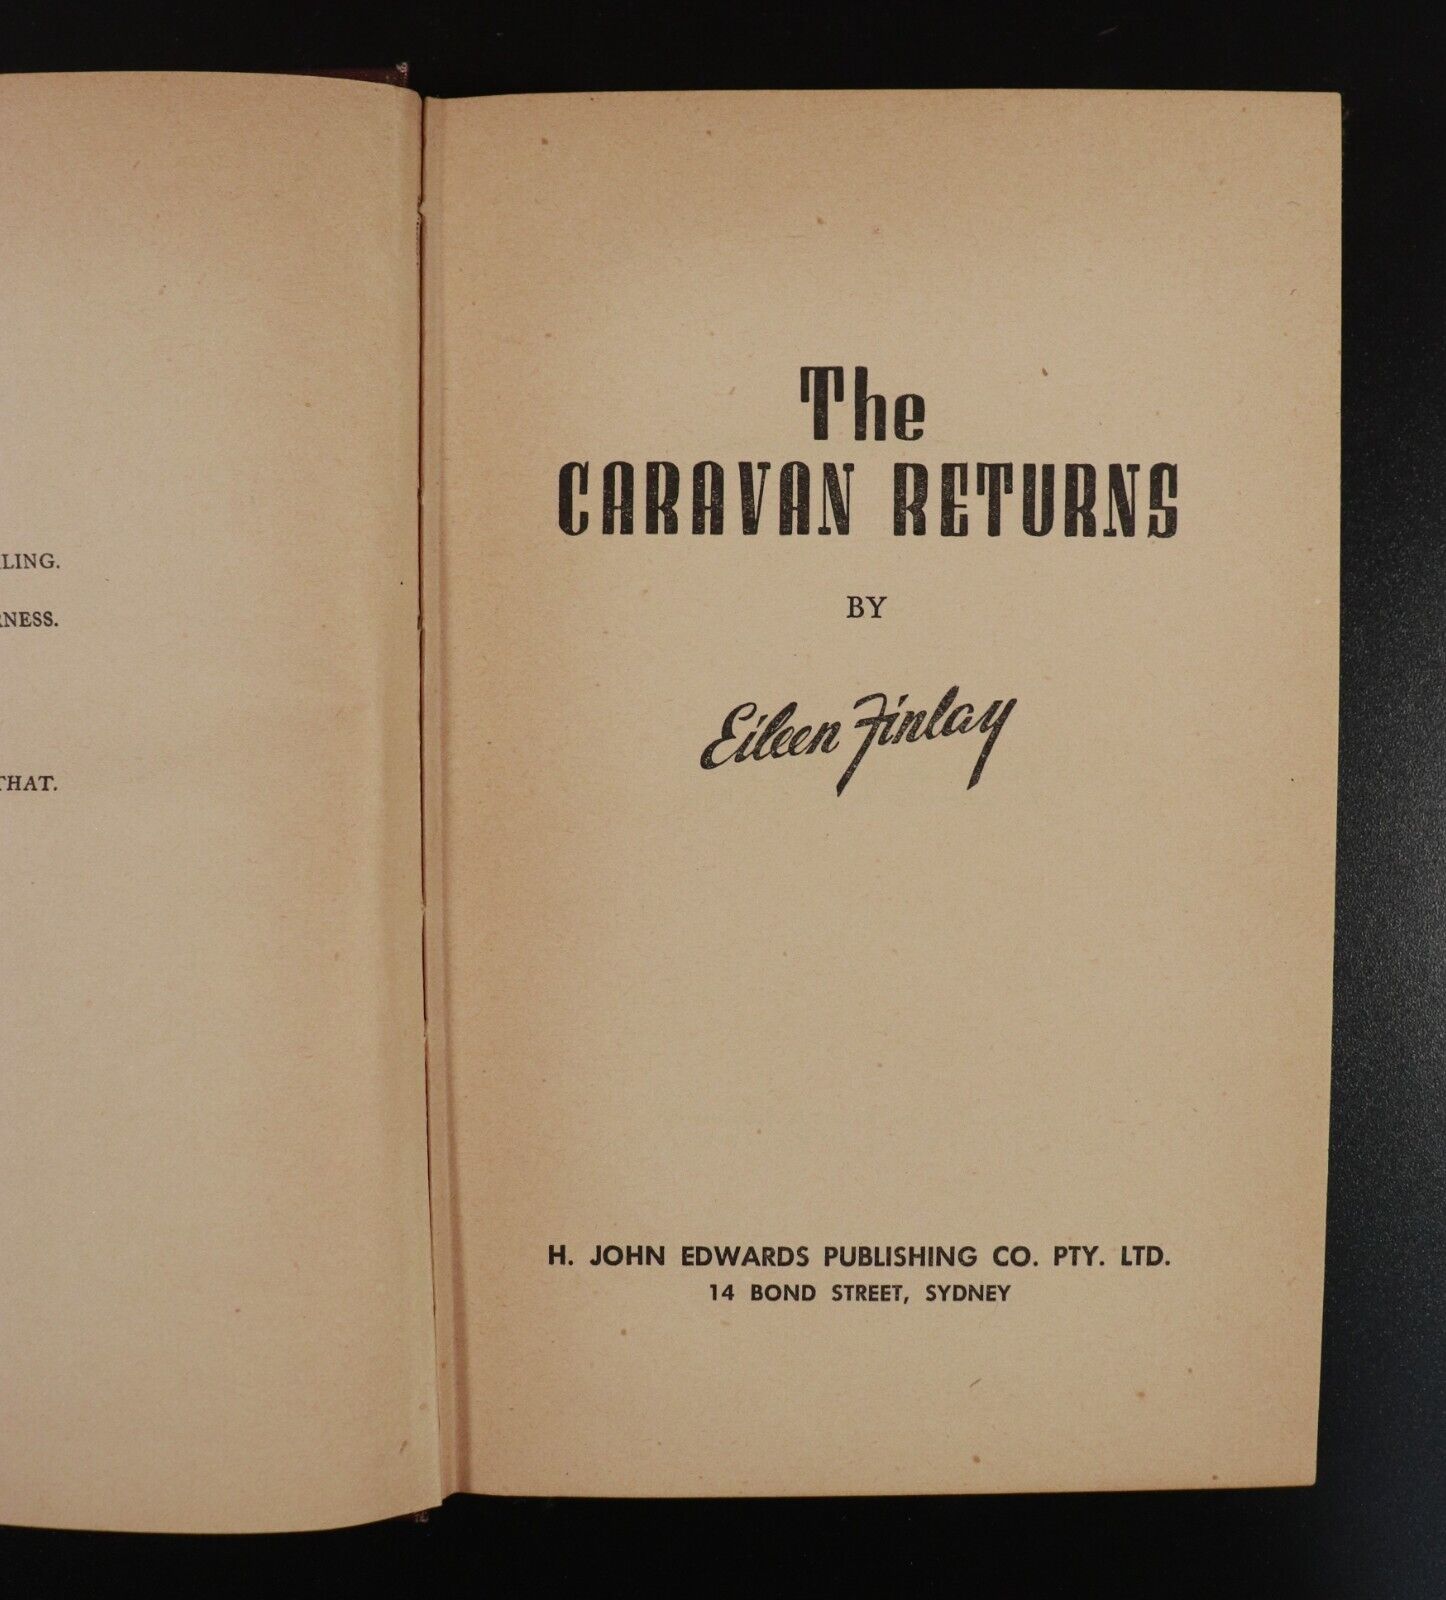 LING.
RNESS.
THAT.
The
CARAVAN RETURNS
BY
Eileen Finlay
H. JOHN EDWARDS PUBLISHING CO. PTY. LTD.
14 BOND STREET, SYDNEY